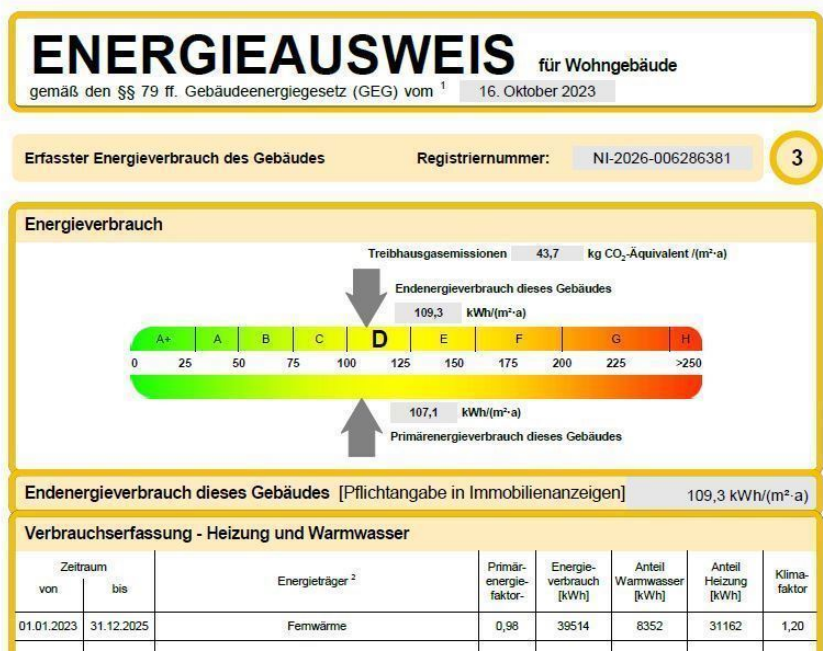 ENERGIEAUSWEIS für Wohngebäude
gemäß den §§ 79 ff. Gebäudeenergiegesetz (GEG) vom ¹ 16. Oktober 2023
Erfasster Energieverbrauch des Gebäudes Registriernummer: NI-2026-006286381 3
Energieverbrauch
Treibhausgasemissionen 43,7 kg CO₂-Äquivalent /(m²·a)
Endenergieverbrauch dieses Gebäudes
109,3 kWh/(m²·a)
A+ A B C D E F G H
0 25 50 75 100 125 150 175 200 225 >250
107,1 kWh/(m²·a)
Primärenergieverbrauch dieses Gebäudes
Endenergieverbrauch dieses Gebäudes [Pflichtangabe in Immobilienanzeigen] 109,3 kWh/(m²·a)
Verbrauchserfassung - Heizung und Warmwasser
Zeitraum
von bis
Energieträger ²
Primär-
energie-
faktor-
Energie-
verbrauch
[kWh]
Anteil
Warmwasser
[kWh]
Anteil
Heizung
[kWh]
Klima-
faktor
01.01.2023 31.12.2025 Fernwärme 0,98 39514 8352 31162 1,20